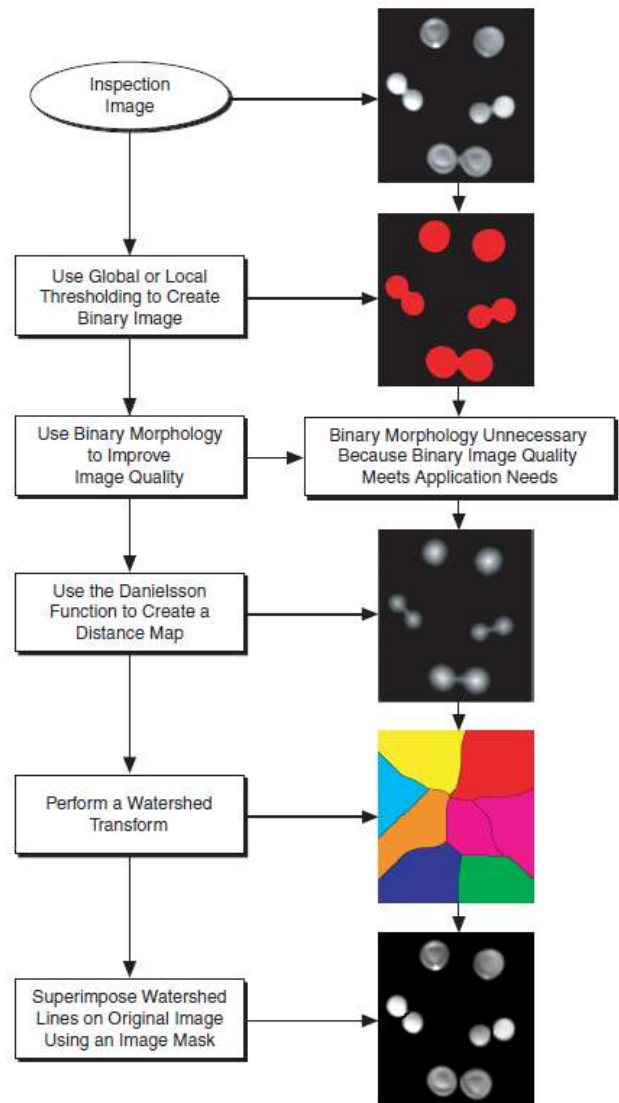 Inspection
Image
Use Global or Local
Thresholding to Create
Binary Image
Use Binary Morphology
to Improve
Image Quality
Binary Morphology Unnecessary
Because Binary Image Quality
Meets Application Needs
Use the Danielsson
Function to Create a
Distance Map
Perform a Watershed
Transform
Superimpose Watershed
Lines on Original Image
Using an Image Mask